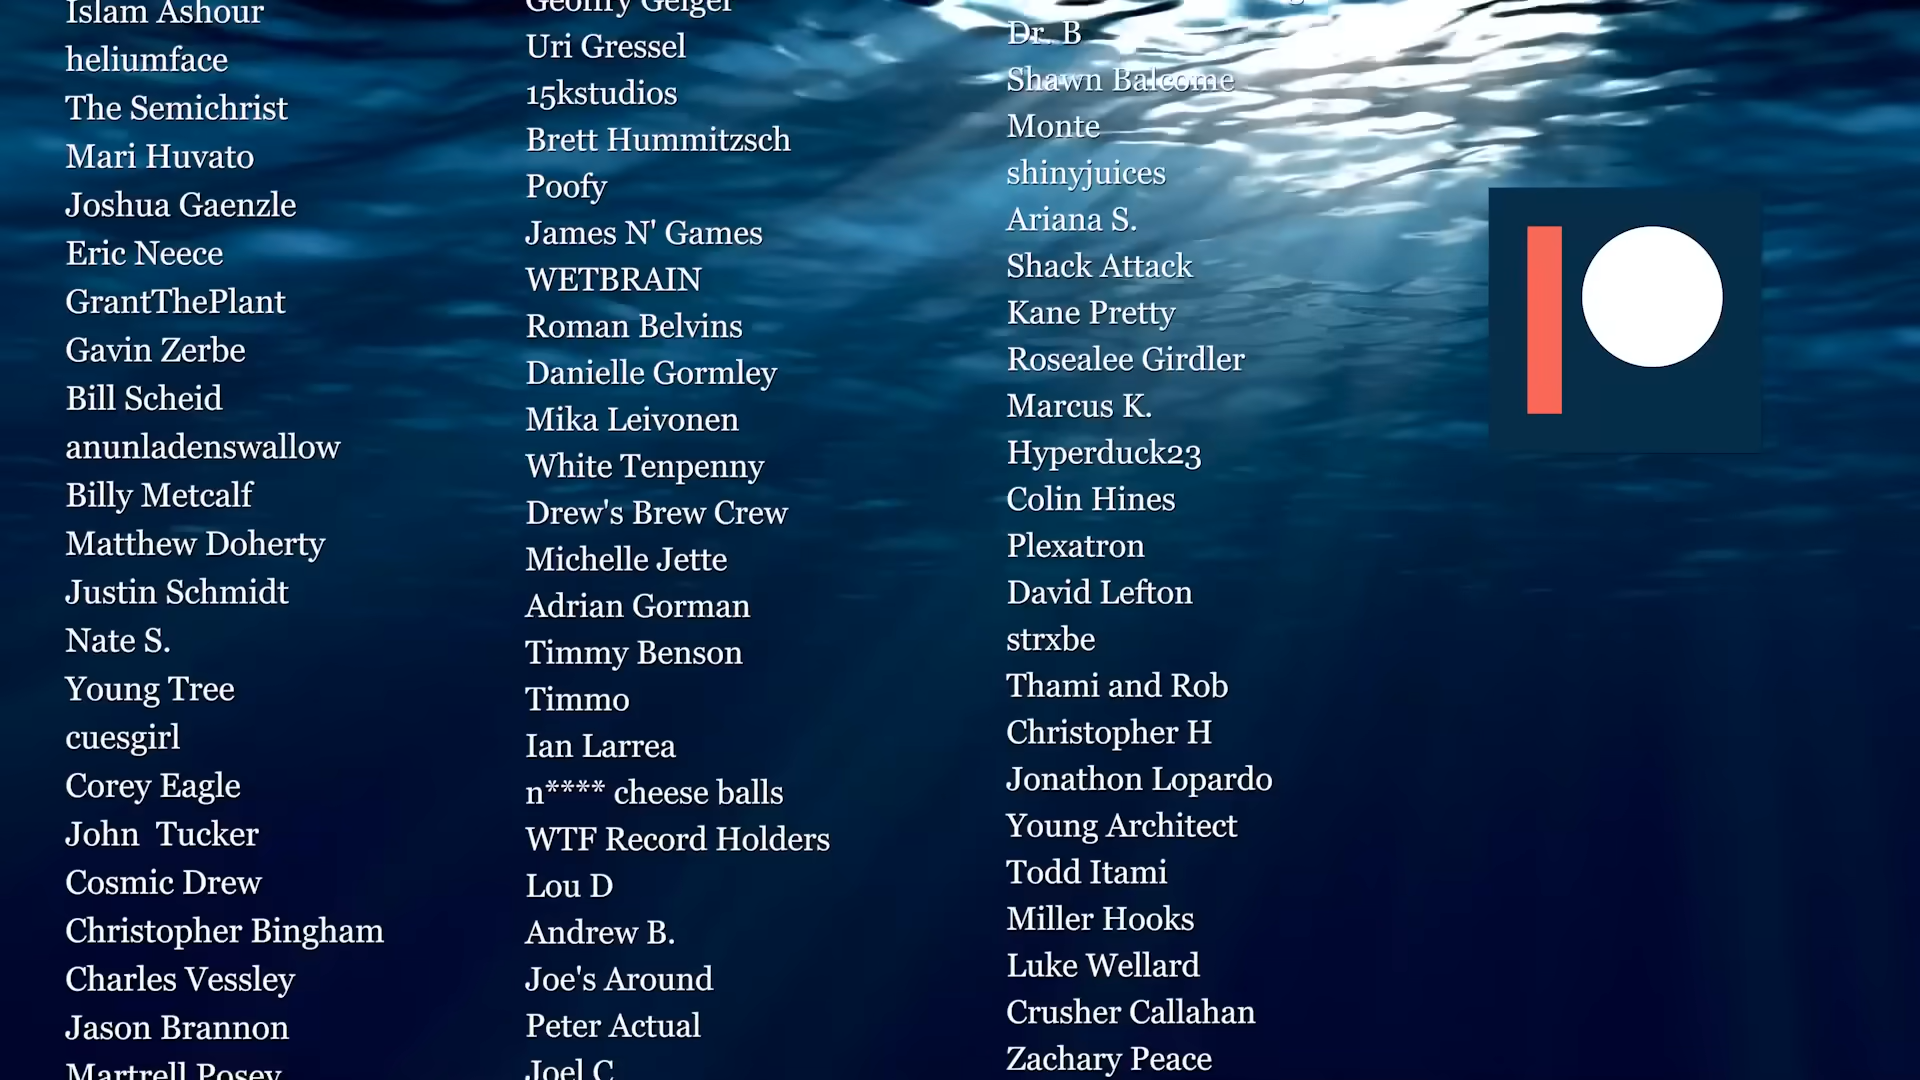 Islam Ashour
heliumface
The Semichrist
Mari Huvato
Joshua Gaenzle
Eric Neece
GrantThePlant
Gavin Zerbe
Bill Scheid
anunladenswallow
Billy Metcalf
Matthew Doherty
Justin Schmidt
Nate S.
Young Tree
cuesgirl
Corey Eagle
John  Tucker
Cosmic Drew
Christopher Bingham
Charles Vessley
Jason Brannon
Martrell Posey
Geoffry Geiger
Uri Gressel
15kstudios
Brett Hummitzsch
Poofy
James N' Games
WETBRAIN
Roman Belvins
Danielle Gormley
Mika Leivonen
White Tenpenny
Drew's Brew Crew
Michelle Jette
Adrian Gorman
Timmy Benson
Timmo
Ian Larrea
n**** cheese balls
WTF Record Holders
Lou D
Andrew B.
Joe's Around
Peter Actual
Joel C
Dr. B
Shawn Balcome
Monte
shinyjuices
Ariana S.
Shack Attack
Kane Pretty
Rosealee Girdler
Marcus K.
Hyperduck23
Colin Hines
Plexatron
David Lefton
strxbe
Thami and Rob
Christopher H
Jonathon Lopardo
Young Architect
Todd Itami
Miller Hooks
Luke Wellard
Crusher Callahan
Zachary Peace